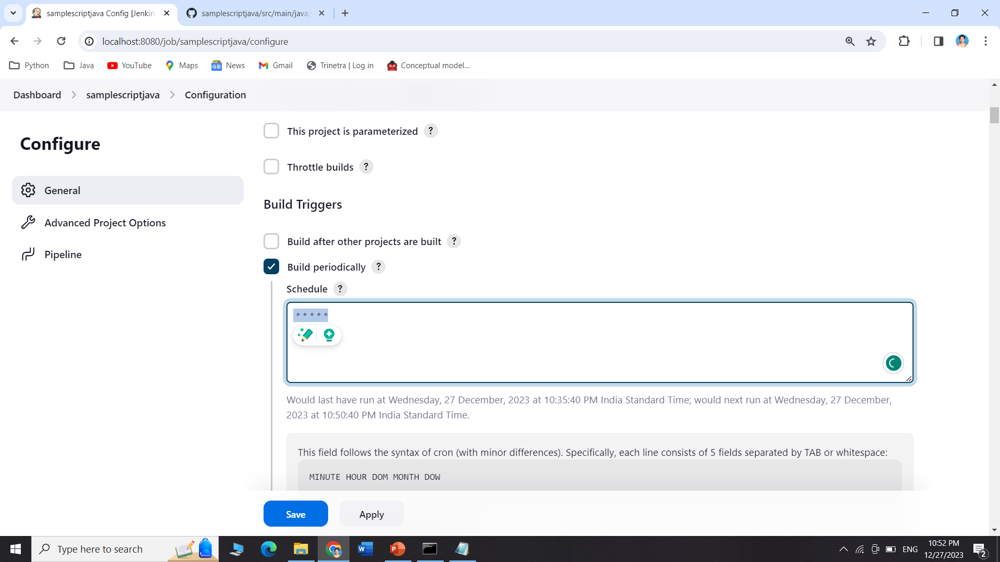 samplescriptjava Config [Jenkin
samplescriptjava/src/main/java/
localhost:8080/job/samplescriptjava/configure
Python
Java
YouTube
Maps
News
Gmail
Trinetra | Log in
Conceptual model...
Dashboard
samplescriptjava
Configuration
Configure
General
Advanced Project Options
Pipeline
This project is parameterized ?
Throttle builds ?
Build Triggers
Build after other projects are built ?
Build periodically ?
Schedule ?
* * * * *
Would last have run at Wednesday, 27 December, 2023 at 10:35:40 PM India Standard Time; would next run at Wednesday, 27 December,
2023 at 10:50:40 PM India Standard Time.
This field follows the syntax of cron (with minor differences). Specifically, each line consists of 5 fields separated by TAB or whitespace:
MINUTE HOUR DOM MONTH DOW
Save
Apply
Type here to search
ENG
10:52 PM
12/27/2023
2